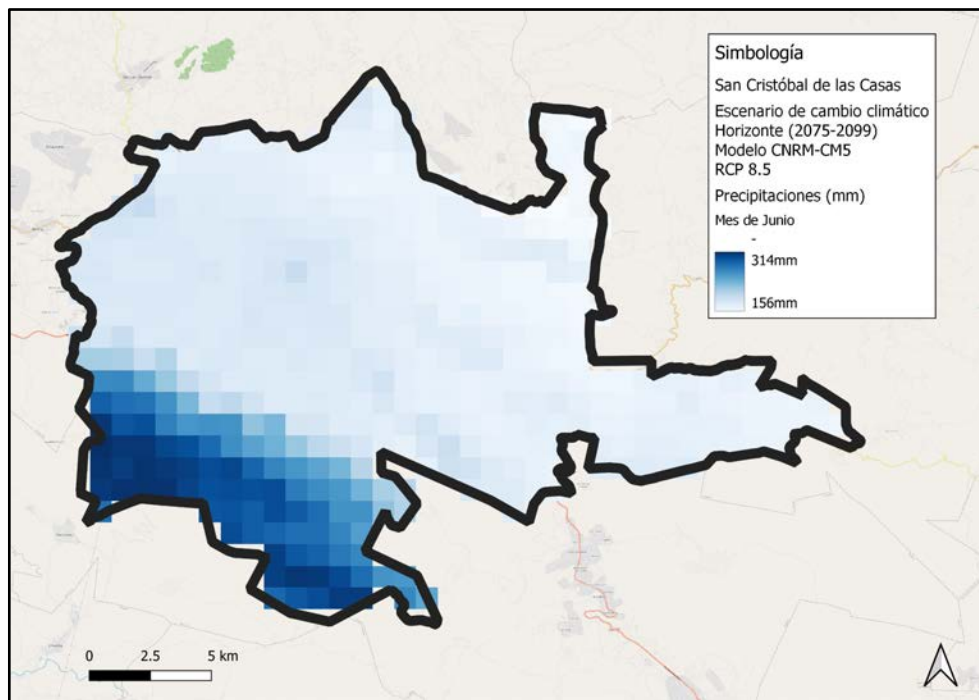 Simbología
San Cristóbal de las Casas
Escenario de cambio climático
Horizonte (2075-2099)
Modelo CNRM-CM5
RCP 8.5
Precipitaciones (mm)
Mes de Junio
-
314mm
156mm
0 2.5 5 km